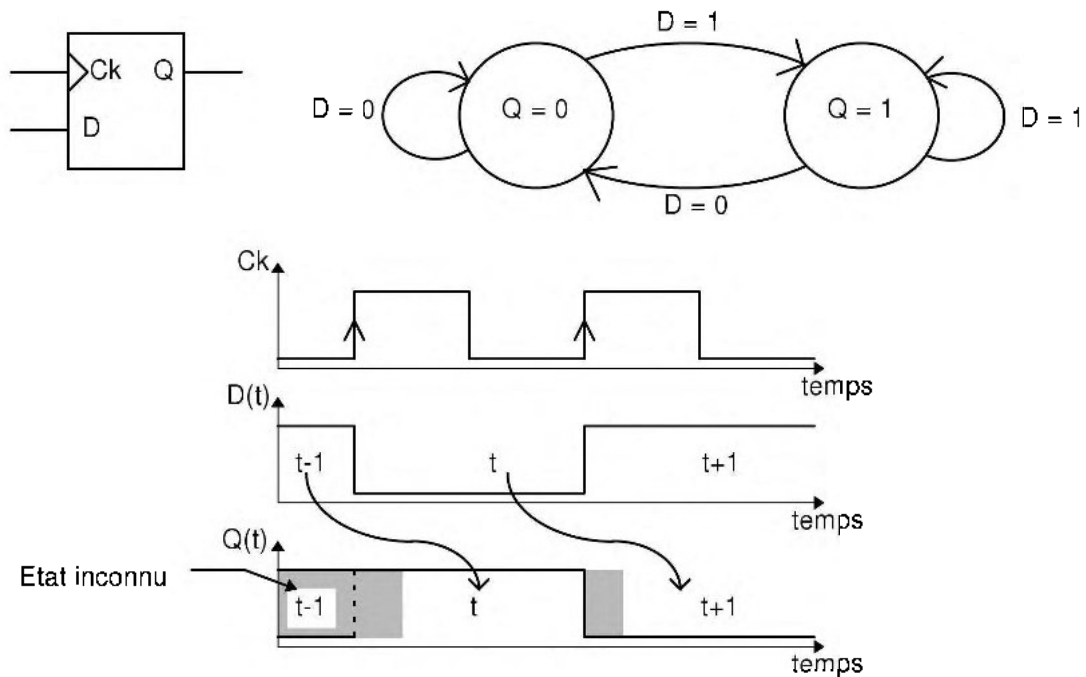 Ck Q
D
D = 1
D = 0
Q = 0
Q = 1
D = 1
D = 0
Ck
temps
D(t)
t-1
t
t+1
temps
Q(t)
Etat inconnu
t-1
t
t+1
temps